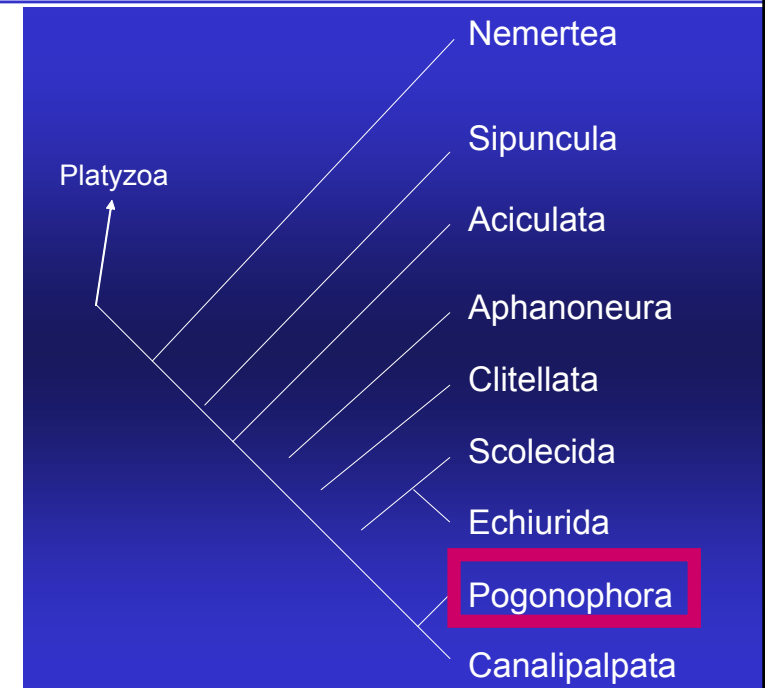 Nemertea
Sipuncula
Platyzoa
Aciculata
Aphanoneura
Clitellata
Scolecida
Echiurida
Pogonophora
Canalipalpata